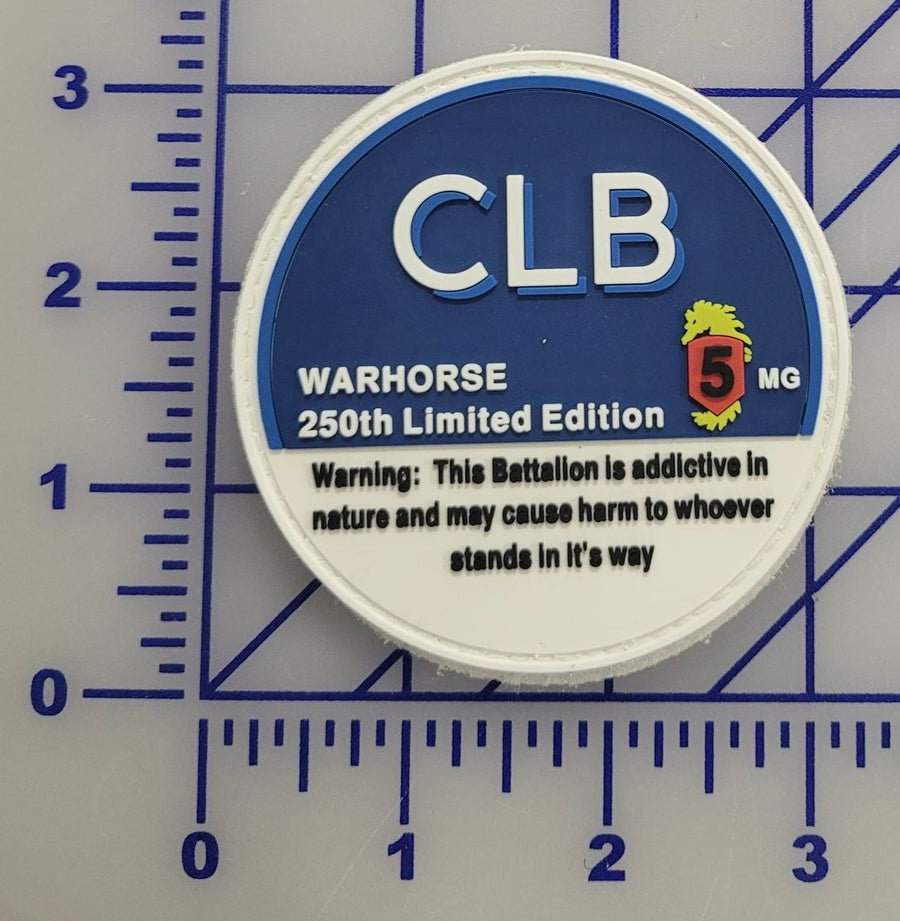 3
CLB
2
WARHORSE
5 MG
250th Limited Edition
1
Warning: This Battalion is addictive in
nature and may cause harm to whoever
stands in it's way
0
0 1 2 3